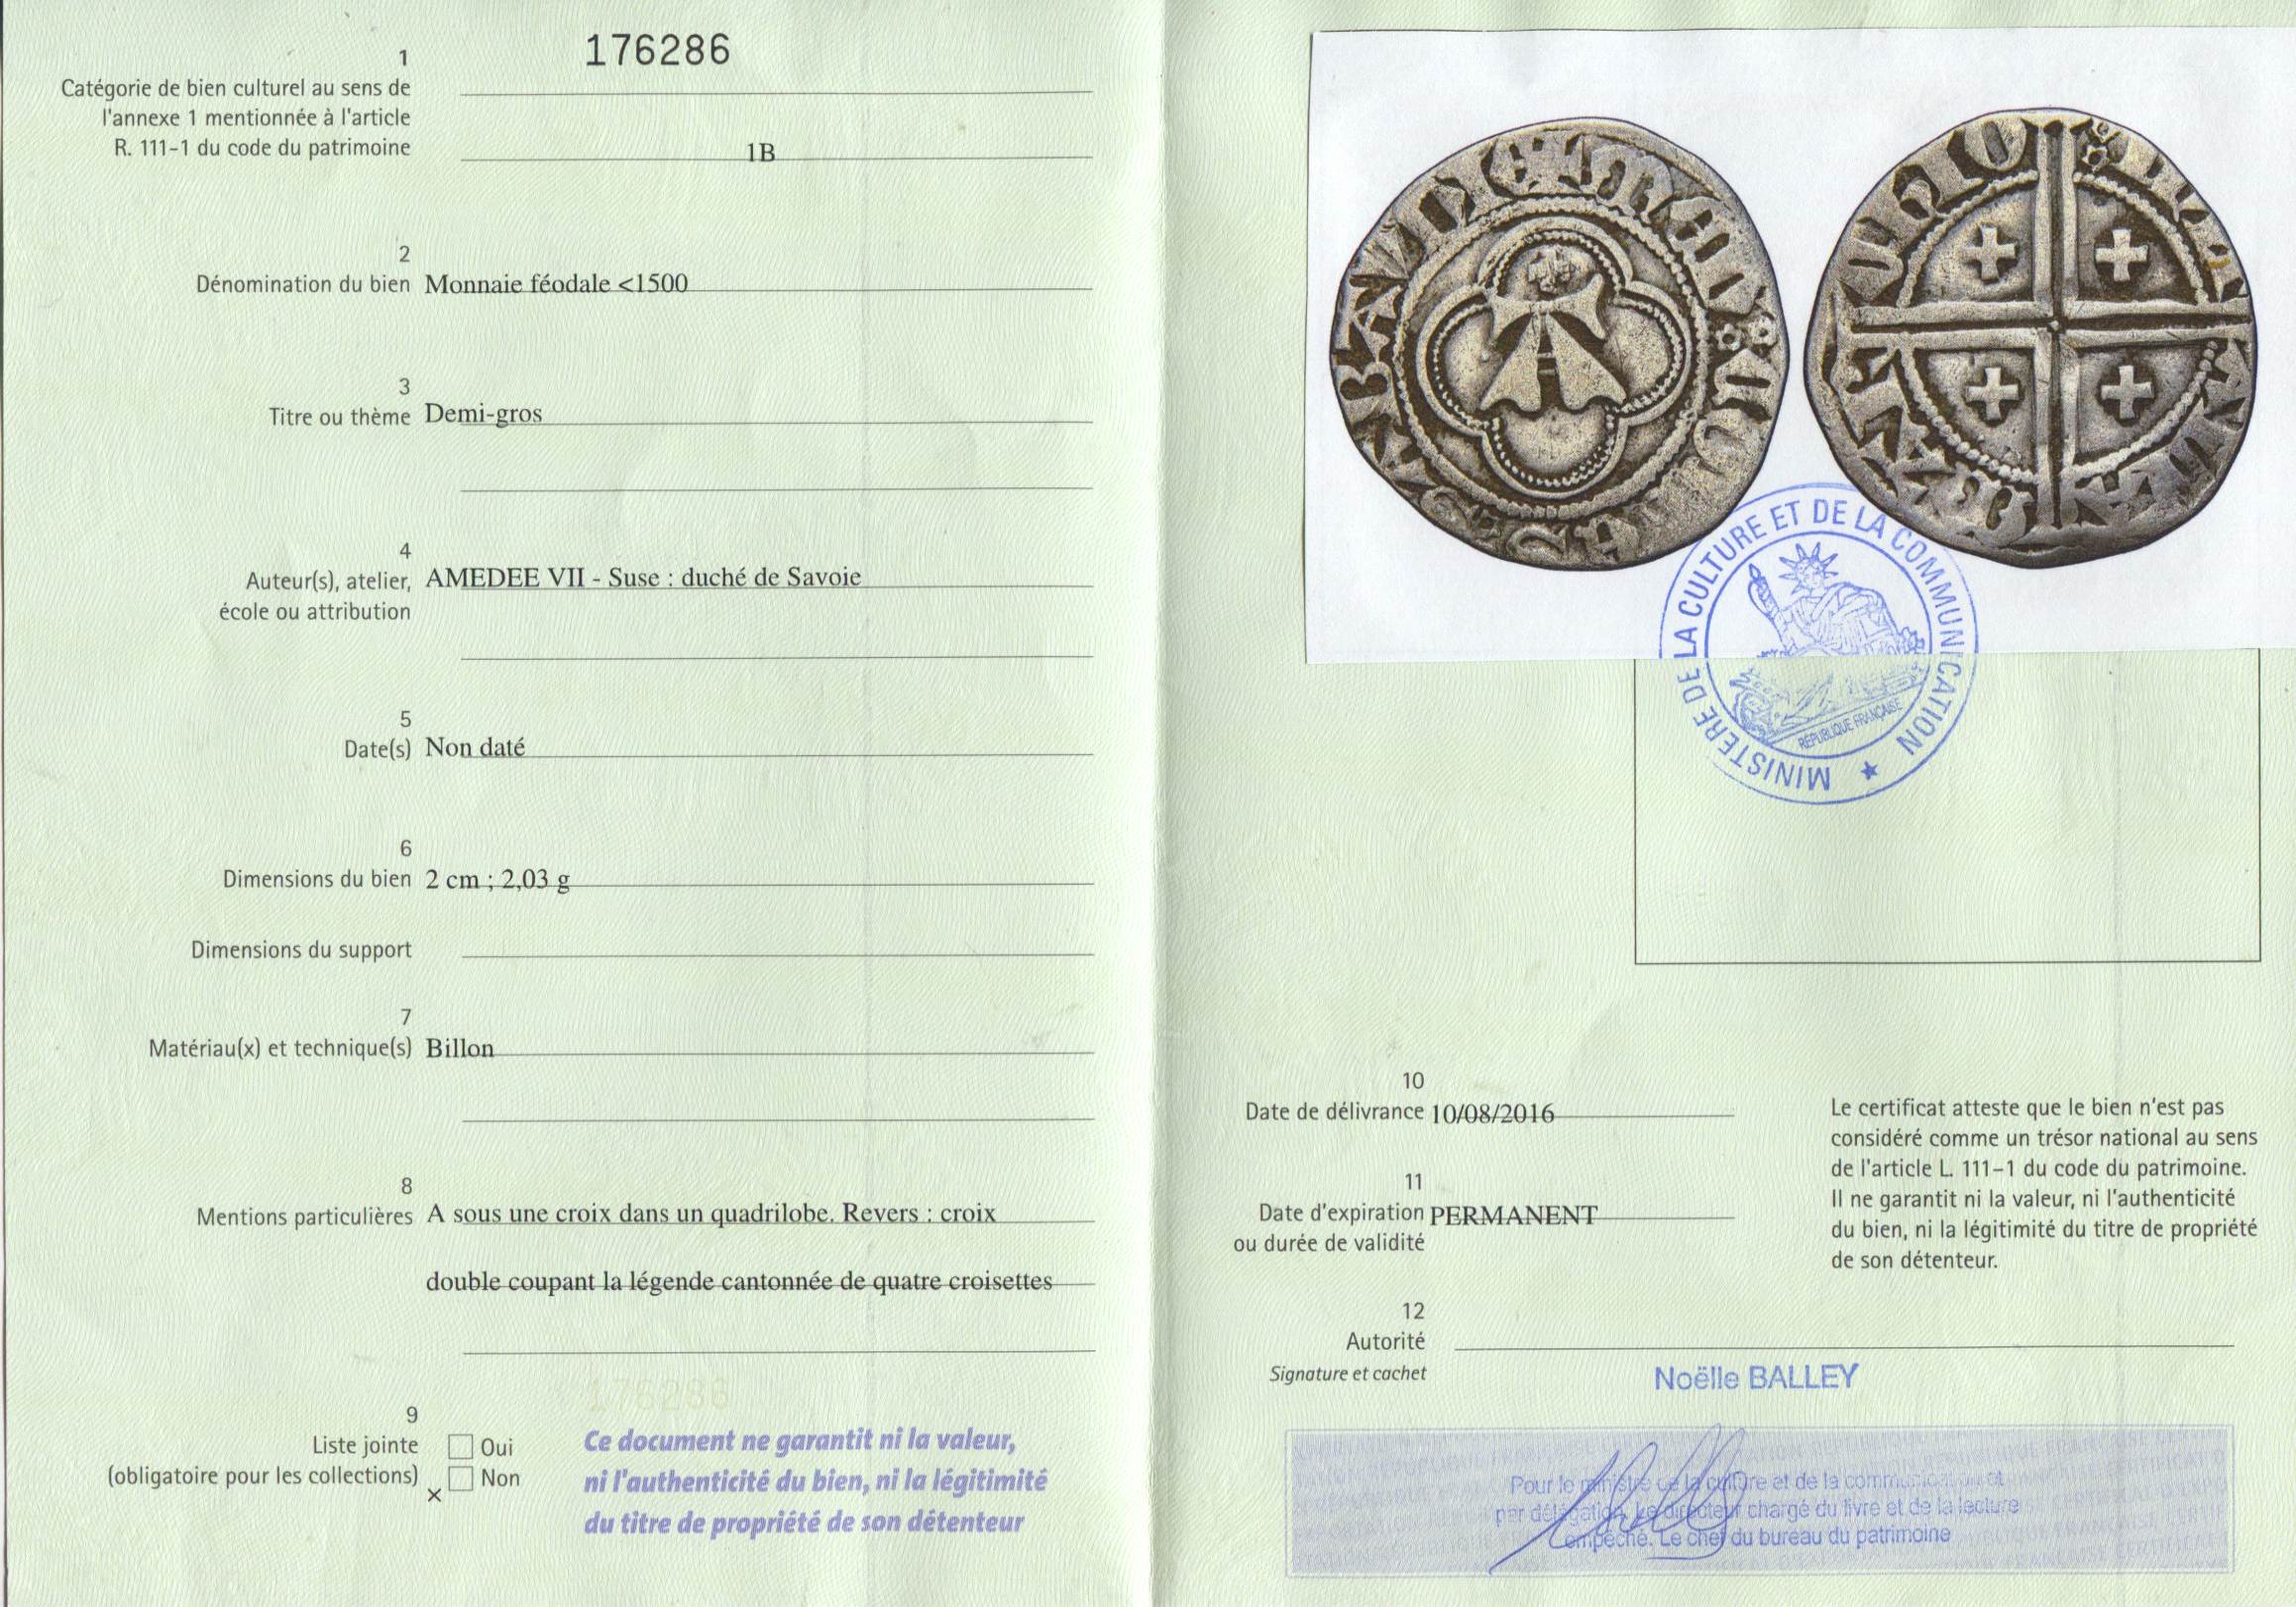 176286
1
Catégorie de bien culturel au sens de
l'annexe 1 mentionnée à l'article
R. 111-1 du code du patrimoine
1B
2
Dénomination du bien Monnaie féodale <1500
3
Titre ou thème Demi-gros
4
Auteur(s), atelier, AMEDEE VII - Suse : duché de Savoie
école ou attribution
5
Date(s) Non daté
6
Dimensions du bien 2 cm ; 2,03 g
Dimensions du support
7
Matériau(x) et technique(s) Billon
8
Mentions particulières A sous une croix dans un quadrilobe. Revers : croix
double coupant la légende cantonnée de quatre croisettes
176286
9
Liste jointe Oui
(obligatoire pour les collections) × Non
Ce document ne garantit ni la valeur,
ni l'authenticité du bien, ni la légitimité
du titre de propriété de son détenteur
MINISTÈRE DE LA CULTURE ET DE LA COMMUNICATION
RÉPUBLIQUE FRANÇAISE
10
Date de délivrance 10/08/2016
11
Date d'expiration PERMANENT
ou durée de validité
Le certificat atteste que le bien n'est pas
considéré comme un trésor national au sens
de l'article L. 111-1 du code du patrimoine.
Il ne garantit ni la valeur, ni l'authenticité
du bien, ni la légitimité du titre de propriété
de son détenteur.
12
Autorité
Signature et cachet
Noëlle BALLEY
Pour le ministre de la culture et de la communication et
par délégation, Le directeur chargé du livre et de la lecture
empêché. Le chef du bureau du patrimoine